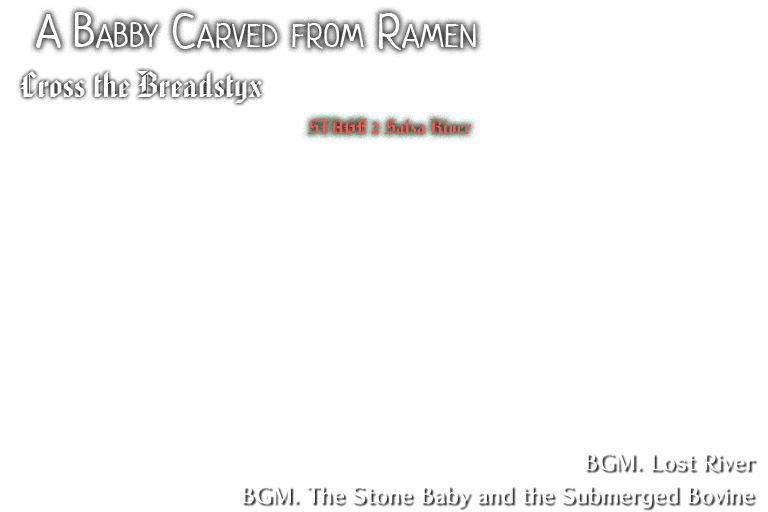 A Babby Carved from Ramen
Cross the Breadstyx
STAGE 2 Salsa River
BGM. Lost River
BGM. The Stone Baby and the Submerged Bovine